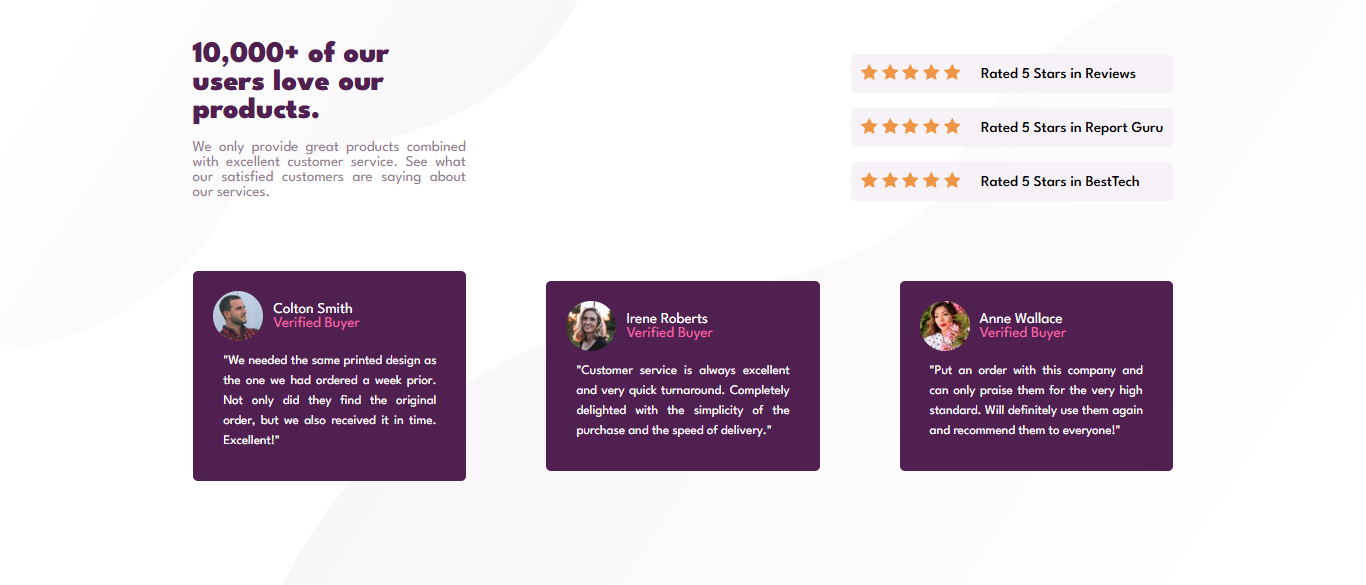 10,000+ of our
users love our
products.
We only provide great products combined
with excellent customer service. See what
our satisfied customers are saying about
our services.
Rated 5 Stars in Reviews
Rated 5 Stars in Report Guru
Rated 5 Stars in BestTech
Colton Smith
Verified Buyer
"We needed the same printed design as
the one we had ordered a week prior.
Not only did they find the original
order, but we also received it in time.
Excellent!"
Irene Roberts
Verified Buyer
"Customer service is always excellent
and very quick turnaround. Completely
delighted with the simplicity of the
purchase and the speed of delivery."
Anne Wallace
Verified Buyer
"Put an order with this company and
can only praise them for the very high
standard. Will definitely use them again
and recommend them to everyone!"